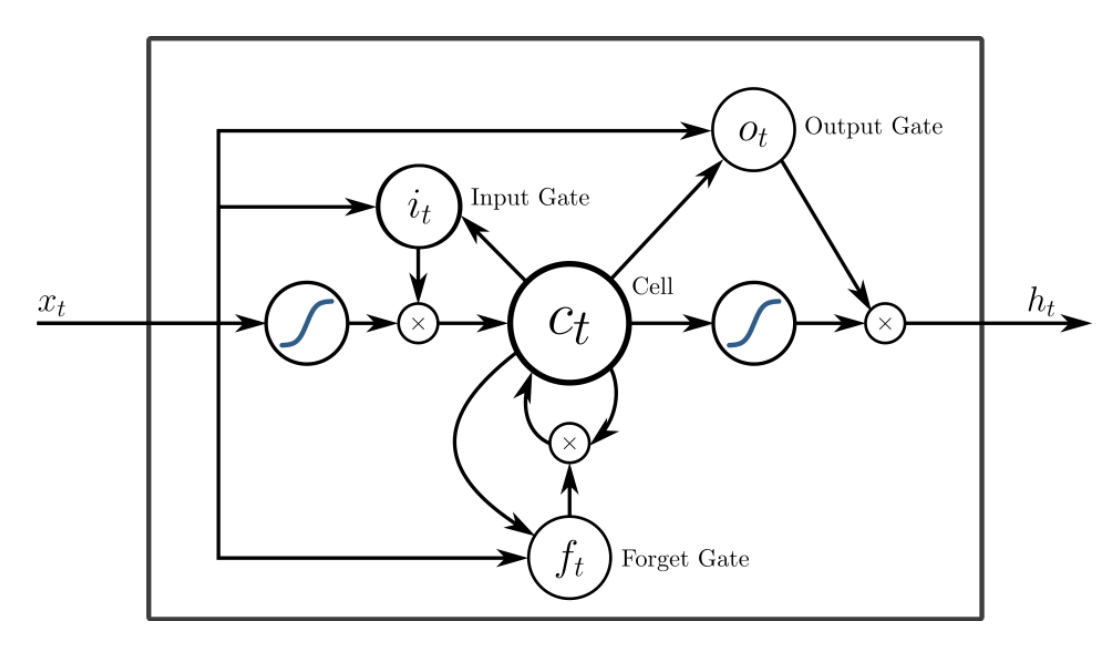 o_t Output Gate
i_t Input Gate
x_t
Cell
h_t
×
c_t
×
×
f_t Forget Gate